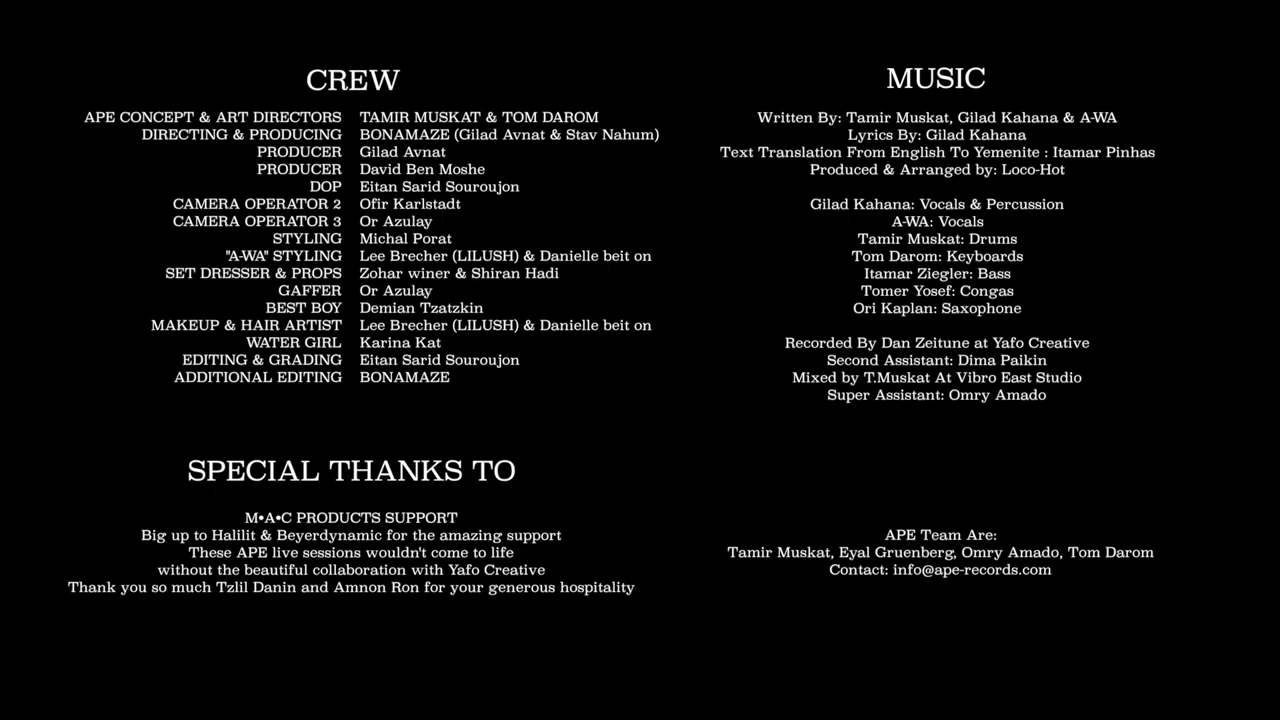 CREW
APE CONCEPT & ART DIRECTORS TAMIR MUSKAT & TOM DAROM
DIRECTING & PRODUCING BONAMAZE (Gilad Avnat & Stav Nahum)
PRODUCER Gilad Avnat
PRODUCER David Ben Moshe
DOP Eitan Sarid Souroujon
CAMERA OPERATOR 2 Ofir Karlstadt
CAMERA OPERATOR 3 Or Azulay
STYLING Michal Porat
"A-WA" STYLING Lee Brecher (LILUSH) & Danielle beit on
SET DRESSER & PROPS Zohar winer & Shiran Hadi
GAFFER Or Azulay
BEST BOY Demian Tzatzkin
MAKEUP & HAIR ARTIST Lee Brecher (LILUSH) & Danielle beit on
WATER GIRL Karina Kat
EDITING & GRADING Eitan Sarid Souroujon
ADDITIONAL EDITING BONAMAZE
MUSIC
Written By: Tamir Muskat, Gilad Kahana & A-WA
Lyrics By: Gilad Kahana
Text Translation From English To Yemenite : Itamar Pinhas
Produced & Arranged by: Loco-Hot
Gilad Kahana: Vocals & Percussion
A-WA: Vocals
Tamir Muskat: Drums
Tom Darom: Keyboards
Itamar Ziegler: Bass
Tomer Yosef: Congas
Ori Kaplan: Saxophone
Recorded By Dan Zeitune at Yafo Creative
Second Assistant: Dima Paikin
Mixed by T.Muskat At Vibro East Studio
Super Assistant: Omry Amado
SPECIAL THANKS TO
M•A•C PRODUCTS SUPPORT
Big up to Halilit & Beyerdynamic for the amazing support
These APE live sessions wouldn't come to life
without the beautiful collaboration with Yafo Creative
Thank you so much Tzlil Danin and Amnon Ron for your generous hospitality
APE Team Are:
Tamir Muskat, Eyal Gruenberg, Omry Amado, Tom Darom
Contact: info@ape-records.com